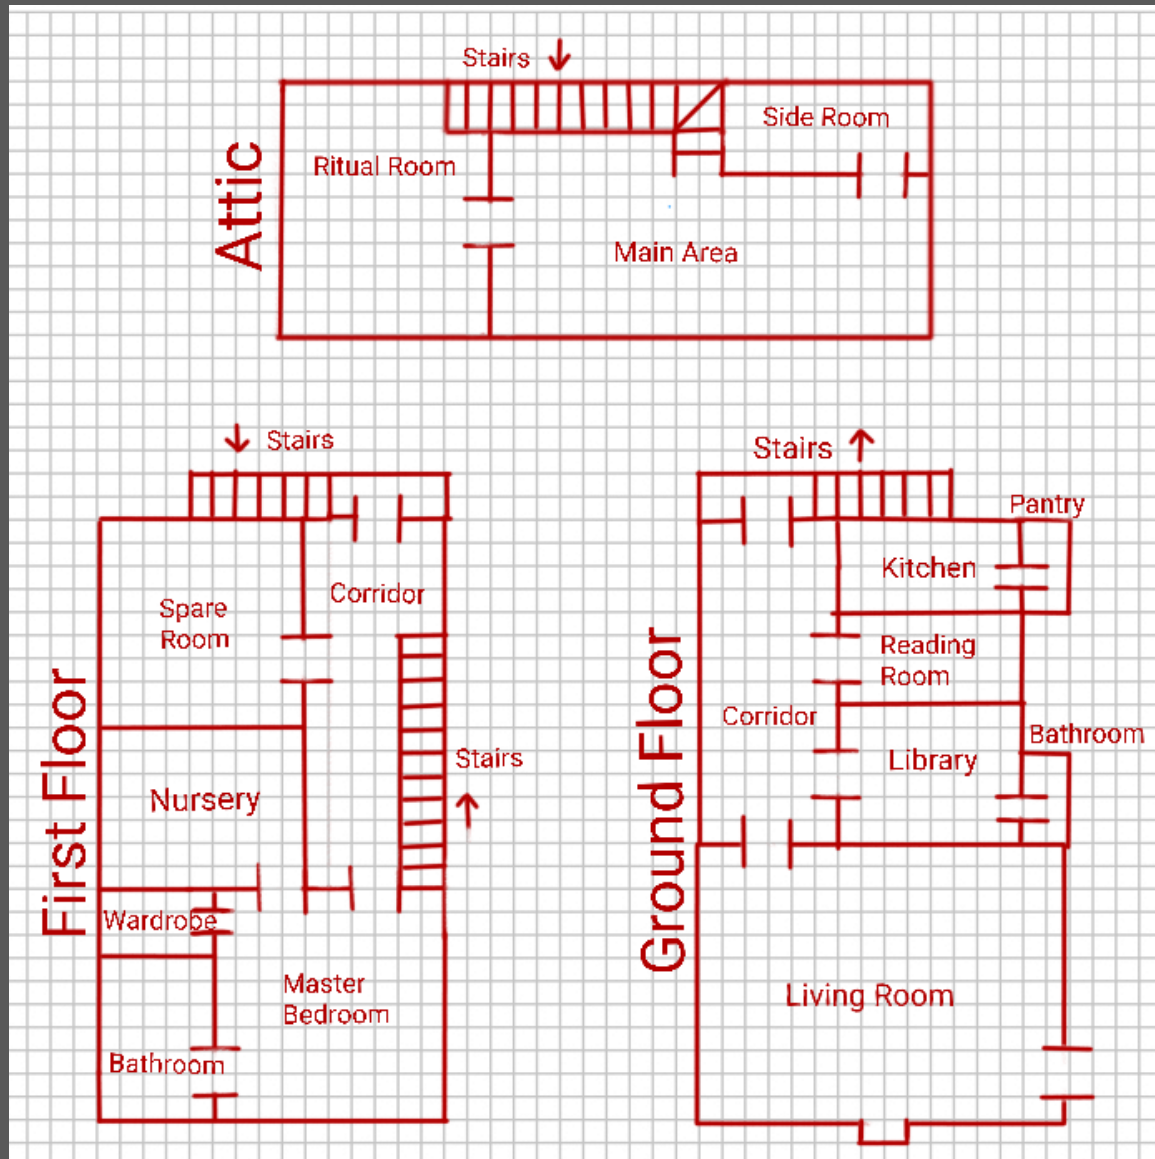 Stairs
Side Room
Ritual Room
Attic
Main Area
Stairs
Corridor
Spare
Room
First Floor
Stairs
Nursery
Wardrobe
Master
Bedroom
Bathroom
Stairs
Pantry
Kitchen
Reading
Room
Ground Floor
Corridor
Bathroom
Library
Living Room